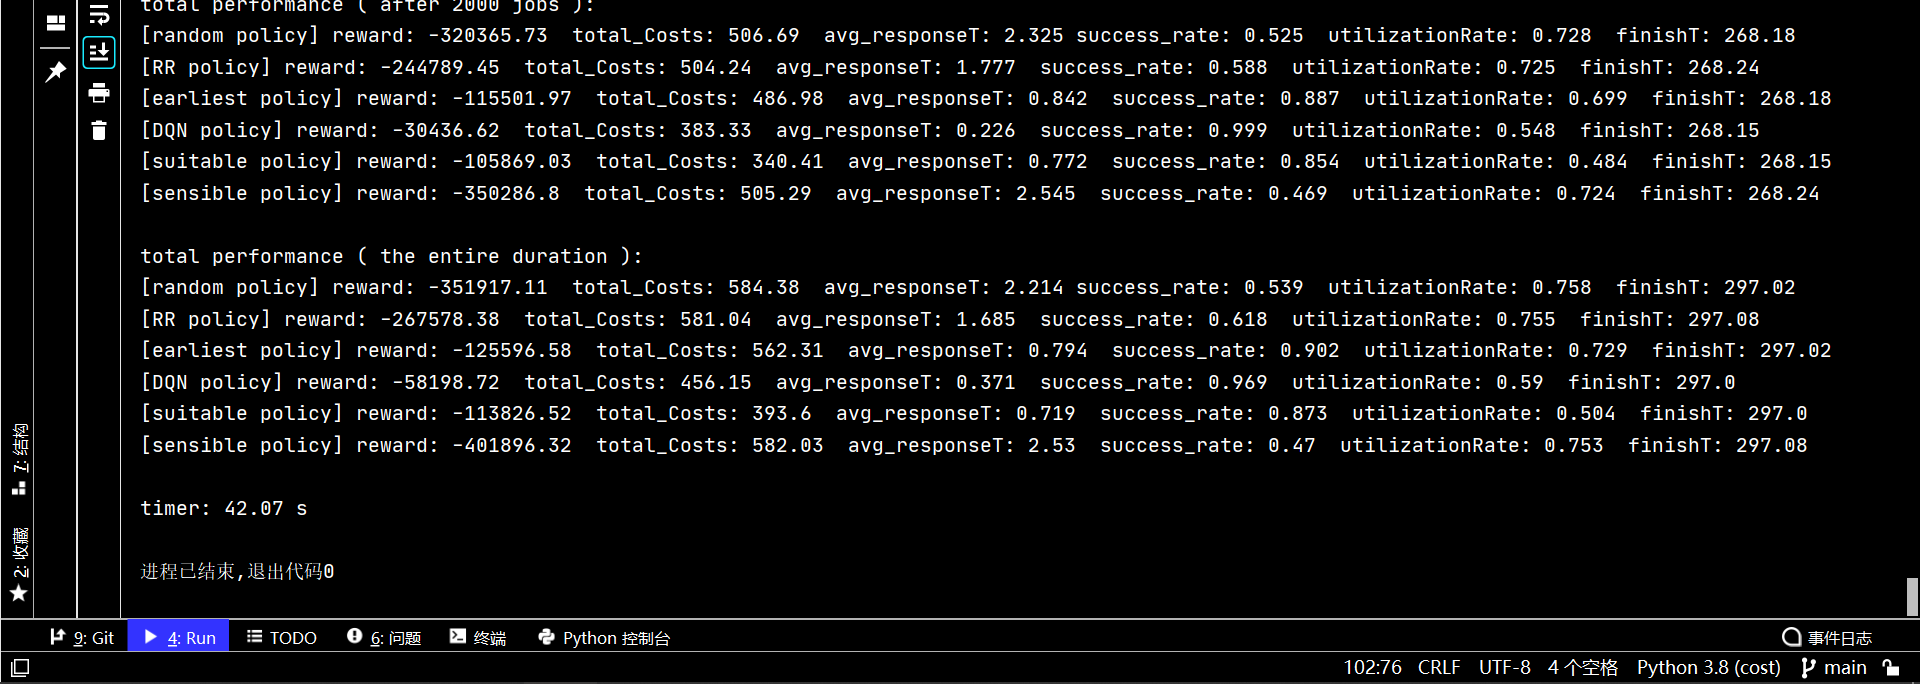 total performance ( after 2000 jobs ):
[random policy] reward: -320365.73  total_Costs: 506.69  avg_responseT: 2.325 success_rate: 0.525  utilizationRate: 0.728  finishT: 268.18
[RR policy] reward: -244789.45  total_Costs: 504.24  avg_responseT: 1.777  success_rate: 0.588  utilizationRate: 0.725  finishT: 268.24
[earliest policy] reward: -115501.97  total_Costs: 486.98  avg_responseT: 0.842  success_rate: 0.887  utilizationRate: 0.699  finishT: 268.18
[DQN policy] reward: -30436.62  total_Costs: 383.33  avg_responseT: 0.226  success_rate: 0.999  utilizationRate: 0.548  finishT: 268.15
[suitable policy] reward: -105869.03  total_Costs: 340.41  avg_responseT: 0.772  success_rate: 0.854  utilizationRate: 0.484  finishT: 268.15
[sensible policy] reward: -350286.8  total_Costs: 505.29  avg_responseT: 2.545  success_rate: 0.469  utilizationRate: 0.724  finishT: 268.24
total performance ( the entire duration ):
[random policy] reward: -351917.11  total_Costs: 584.38  avg_responseT: 2.214 success_rate: 0.539  utilizationRate: 0.758  finishT: 297.02
[RR policy] reward: -267578.38  total_Costs: 581.04  avg_responseT: 1.685  success_rate: 0.618  utilizationRate: 0.755  finishT: 297.08
[earliest policy] reward: -125596.58  total_Costs: 562.31  avg_responseT: 0.794  success_rate: 0.902  utilizationRate: 0.729  finishT: 297.02
[DQN policy] reward: -58198.72  total_Costs: 456.15  avg_responseT: 0.371  success_rate: 0.969  utilizationRate: 0.59  finishT: 297.0
[suitable policy] reward: -113826.52  total_Costs: 393.6  avg_responseT: 0.719  success_rate: 0.873  utilizationRate: 0.504  finishT: 297.0
[sensible policy] reward: -401896.32  total_Costs: 582.03  avg_responseT: 2.53  success_rate: 0.47  utilizationRate: 0.753  finishT: 297.08
timer: 42.07 s
进程已结束,退出代码0
7: 结构
2: 收藏
9: Git  4: Run  TODO  6: 问题  终端  Python 控制台  事件日志
102:76  CRLF  UTF-8  4 个空格  Python 3.8 (cost)  main